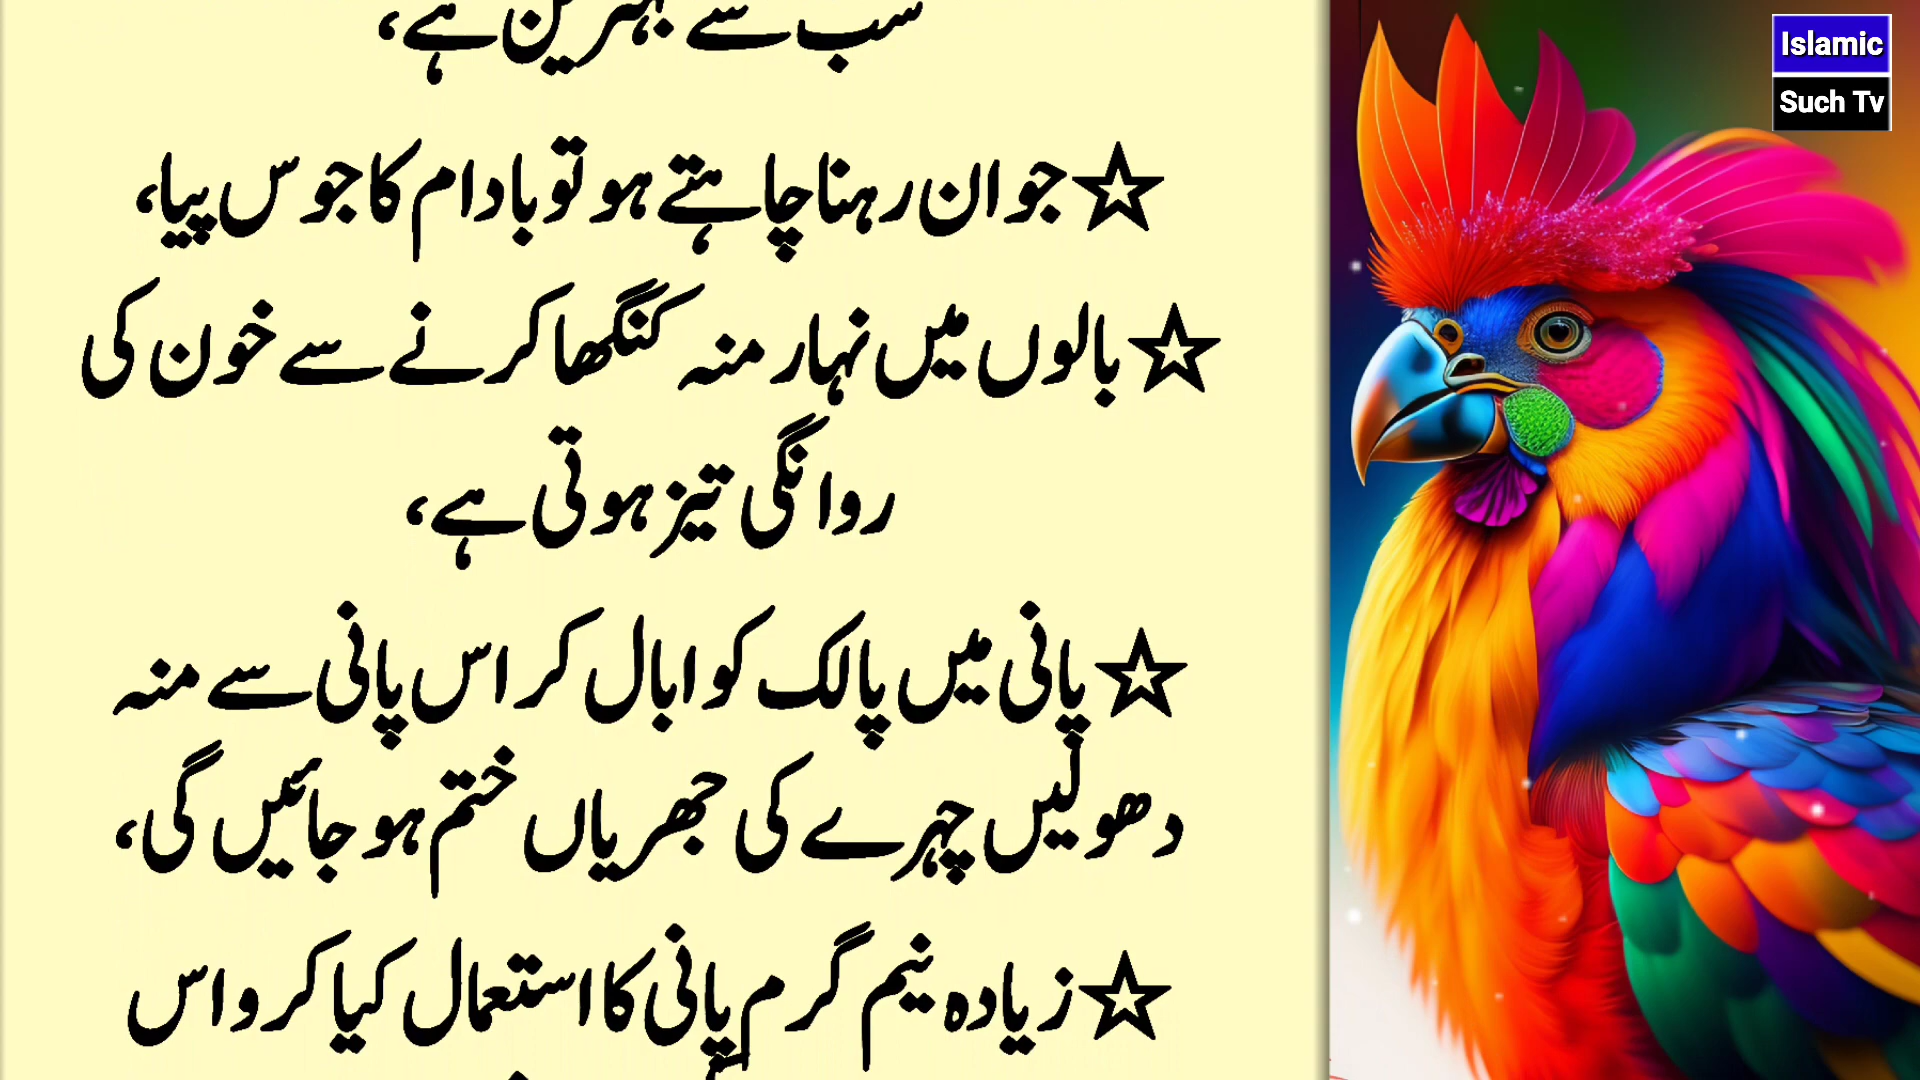 سب سے بہترین ہے،
☆جوان رہنا چاہتے ہو تو بادام کا جوس پیا،
☆بالوں میں نہار منہ کنگھا کرنے سے خون کی
روانگی تیز ہوتی ہے،
☆پانی میں پالک کو ابال کر اس پانی سے منہ
دھولیں چہرے کی جھریاں ختم ہو جائیں گی،
☆زیادہ نیم گرم پانی کا استعمال کیا کرو اس
Islamic
Such Tv